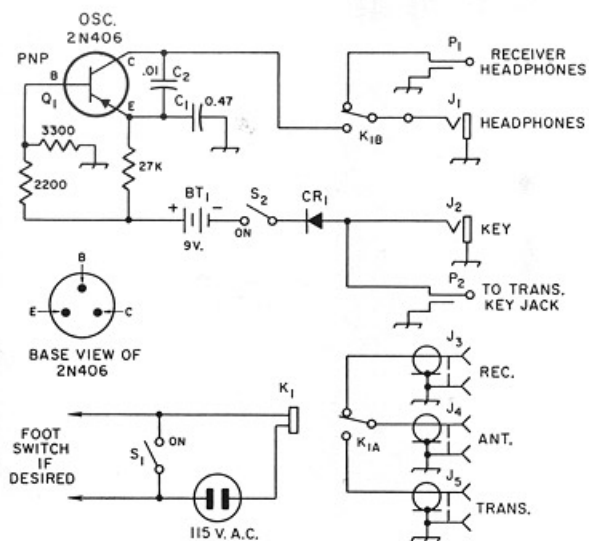 OSC.
2N406
PNP
B
C
E
Q1
.01
C2
C1
0.47
3300
2200
27K
P1
RECEIVER
HEADPHONES
J1
HEADPHONES
K1B
BT1
+
-
9V.
S2
ON
CR1
J2
KEY
P2
TO TRANS.
KEY JACK
B
E
C
BASE VIEW OF
2N406
J3
REC.
J4
ANT.
K1A
J5
TRANS.
K1
FOOT
SWITCH
IF
DESIRED
ON
S1
115 V. A.C.